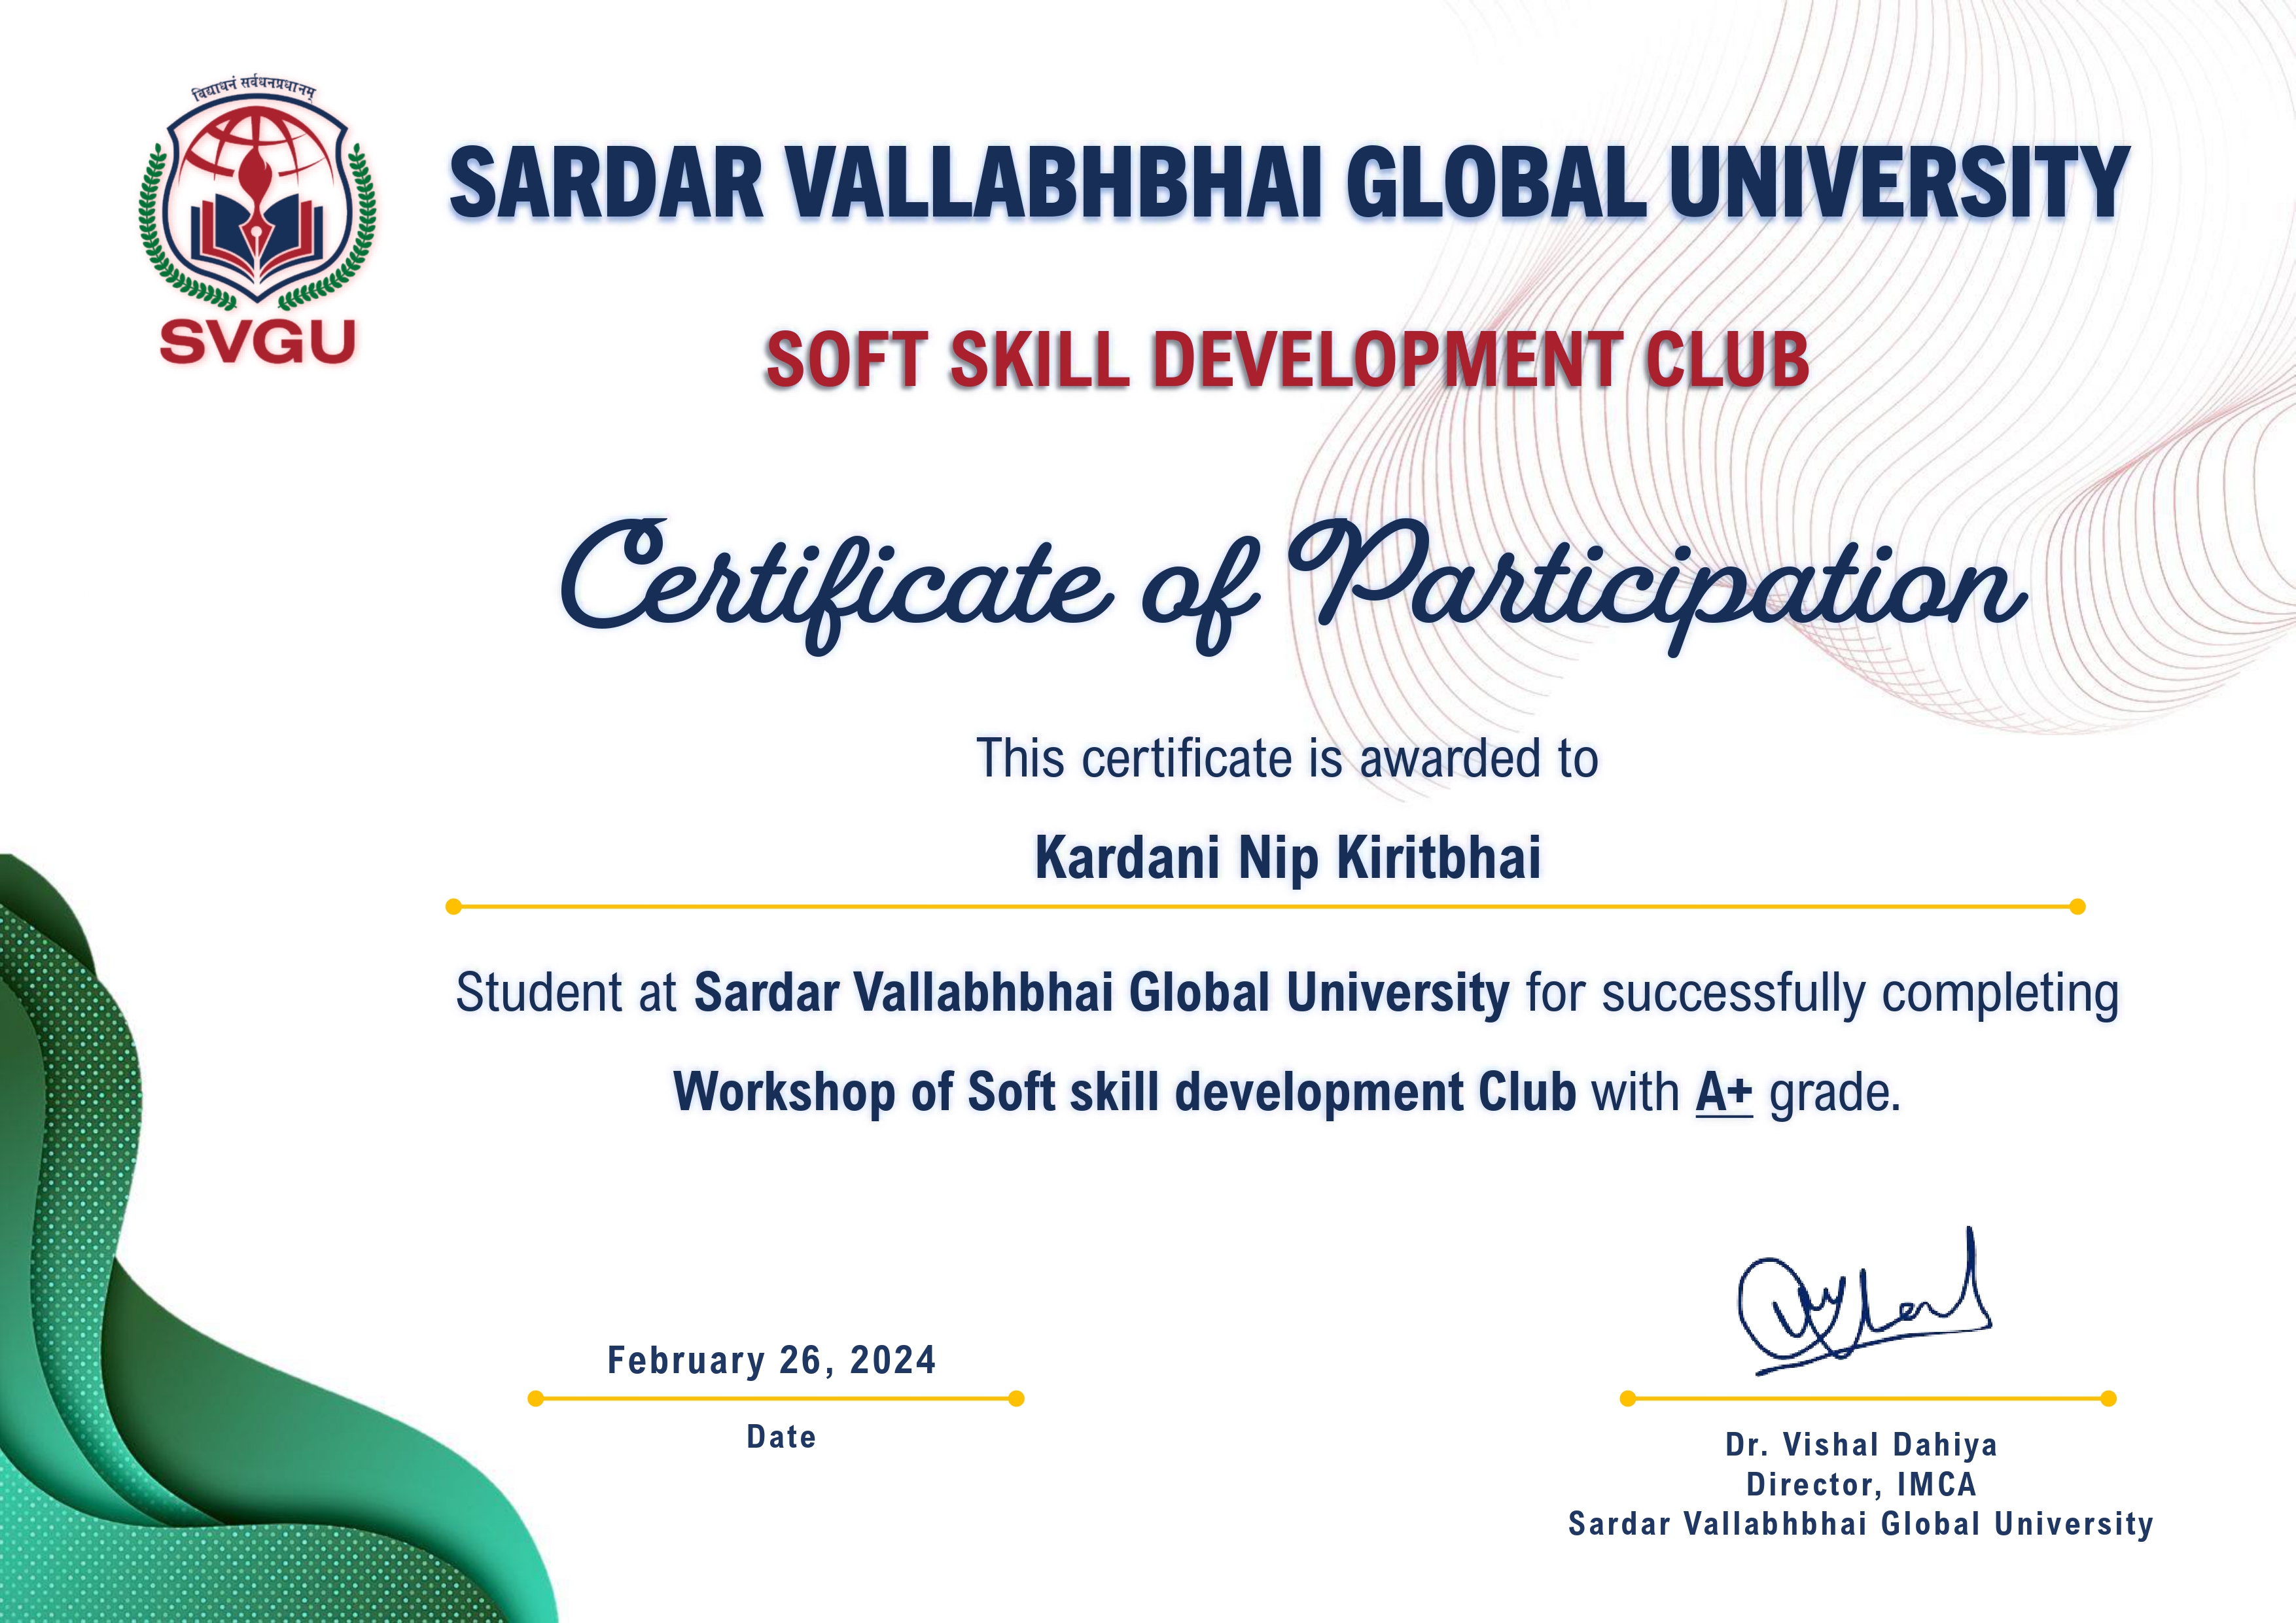 विद्याधनं सर्वधनप्रधानम्
SVGU
SARDAR VALLABHBHAI GLOBAL UNIVERSITY
SOFT SKILL DEVELOPMENT CLUB
Certificate of Participation
This certificate is awarded to
Kardani Nip Kiritbhai
Student at Sardar Vallabhbhai Global University for successfully completing
Workshop of Soft skill development Club with A+ grade.
February 26, 2024
Date
Dr. Vishal Dahiya
Director, IMCA
Sardar Vallabhbhai Global University